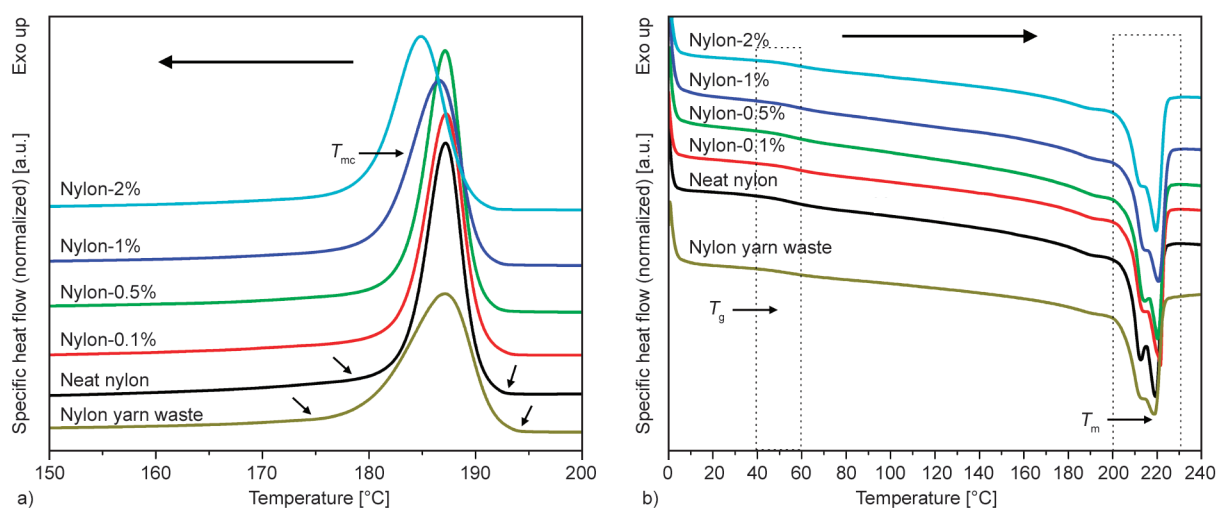 Exo up
Specific heat flow (normalized) [a.u.]
Nylon-2%
Nylon-1%
Nylon-0.5%
Nylon-0.1%
Neat nylon
Nylon yarn waste
Tmc
150 160 170 180 190 200
Temperature [°C]
a)
Exo up
Specific heat flow (normalized) [a.u.]
Nylon-2%
Nylon-1%
Nylon-0.5%
Nylon-0.1%
Neat nylon
Nylon yarn waste
Tg
Tm
0 20 40 60 80 100 120 140 160 180 200 220 240
Temperature [°C]
b)